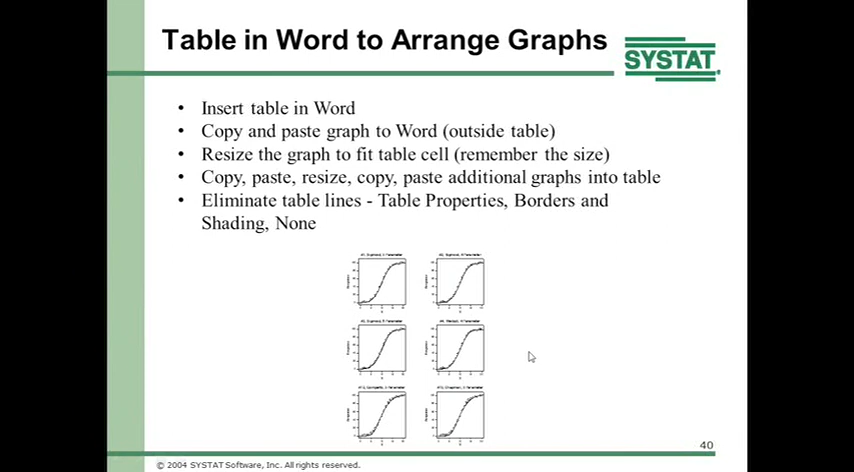 Table in Word to Arrange Graphs
SYSTAT
• Insert table in Word
• Copy and paste graph to Word (outside table)
• Resize the graph to fit table cell (remember the size)
• Copy, paste, resize, copy, paste additional graphs into table
• Eliminate table lines - Table Properties, Borders and
Shading, None
40
© 2004 SYSTAT Software, Inc. All rights reserved.